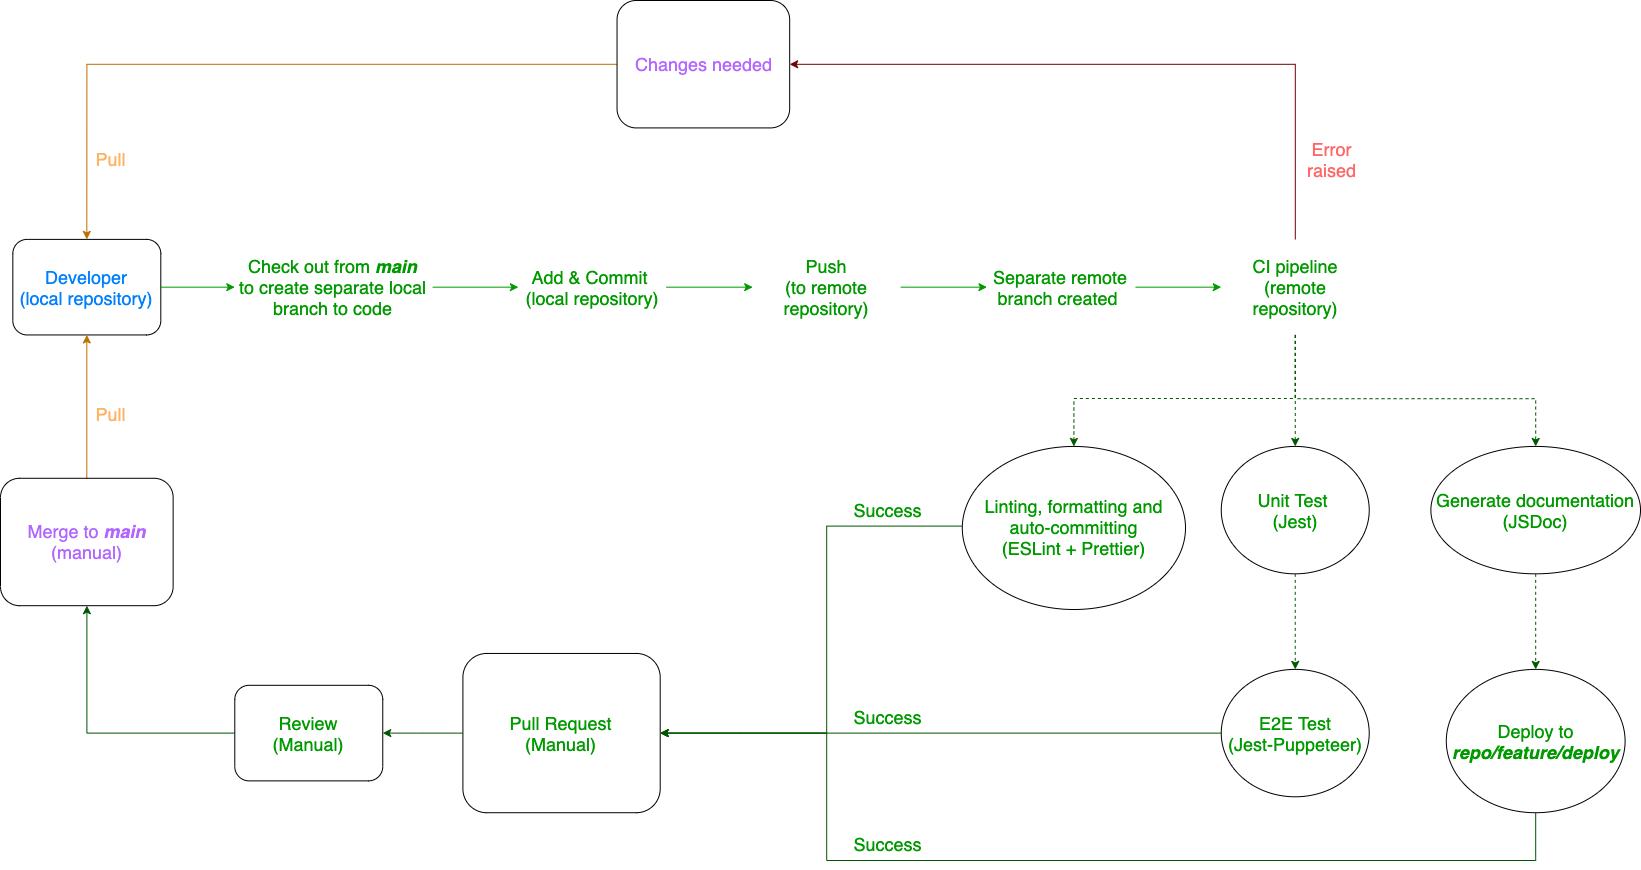 Changes needed
Pull
Error
raised
Developer
(local repository)
Check out from main
to create separate local
branch to code
Add & Commit
(local repository)
Push
(to remote
repository)
Separate remote
branch created
CI pipeline
(remote
repository)
Pull
Merge to main
(manual)
Success
Linting, formatting and
auto-committing
(ESLint + Prettier)
Unit Test
(Jest)
Generate documentation
(JSDoc)
Review
(Manual)
Pull Request
(Manual)
Success
E2E Test
(Jest-Puppeteer)
Deploy to
repo/feature/deploy
Success